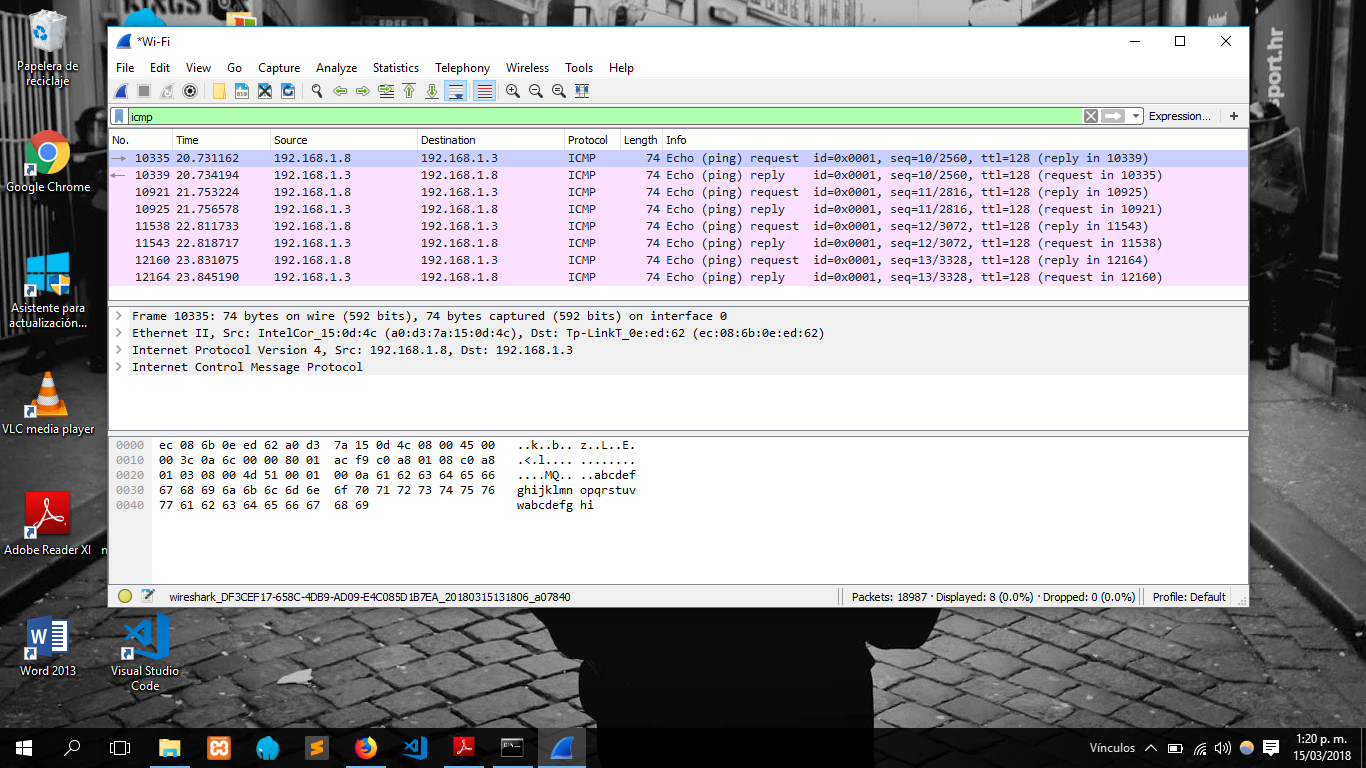 Papelera de
reciclaje
Google Chrome
Asistente para
actualización...
VLC media player
Adobe Reader XI
Word 2013
Visual Studio
Code
sport.hr
*Wi-Fi
File Edit View Go Capture Analyze Statistics Telephony Wireless Tools Help
icmp Expression... +
No. Time Source Destination Protocol Length Info
10335 20.731162 192.168.1.8 192.168.1.3 ICMP 74 Echo (ping) request id=0x0001, seq=10/2560, ttl=128 (reply in 10339)
10339 20.734194 192.168.1.3 192.168.1.8 ICMP 74 Echo (ping) reply id=0x0001, seq=10/2560, ttl=128 (request in 10335)
10921 21.753224 192.168.1.8 192.168.1.3 ICMP 74 Echo (ping) request id=0x0001, seq=11/2816, ttl=128 (reply in 10925)
10925 21.756578 192.168.1.3 192.168.1.8 ICMP 74 Echo (ping) reply id=0x0001, seq=11/2816, ttl=128 (request in 10921)
11538 22.811733 192.168.1.8 192.168.1.3 ICMP 74 Echo (ping) request id=0x0001, seq=12/3072, ttl=128 (reply in 11543)
11543 22.818717 192.168.1.3 192.168.1.8 ICMP 74 Echo (ping) reply id=0x0001, seq=12/3072, ttl=128 (request in 11538)
12160 23.831075 192.168.1.8 192.168.1.3 ICMP 74 Echo (ping) request id=0x0001, seq=13/3328, ttl=128 (reply in 12164)
12164 23.845190 192.168.1.3 192.168.1.8 ICMP 74 Echo (ping) reply id=0x0001, seq=13/3328, ttl=128 (request in 12160)
Frame 10335: 74 bytes on wire (592 bits), 74 bytes captured (592 bits) on interface 0
Ethernet II, Src: IntelCor_15:0d:4c (a0:d3:7a:15:0d:4c), Dst: Tp-LinkT_0e:ed:62 (ec:08:6b:0e:ed:62)
Internet Protocol Version 4, Src: 192.168.1.8, Dst: 192.168.1.3
Internet Control Message Protocol
0000 ec 08 6b 0e ed 62 a0 d3 7a 15 0d 4c 08 00 45 00 ..k..b.. z..L..E.
0010 00 3c 0a 6c 00 00 80 01 ac f9 c0 a8 01 08 c0 a8 .<.l.... ........
0020 01 03 08 00 4d 51 00 01 00 0a 61 62 63 64 65 66 ....MQ.. ..abcdef
0030 67 68 69 6a 6b 6c 6d 6e 6f 70 71 72 73 74 75 76 ghijklmn opqrstuv
0040 77 61 62 63 64 65 66 67 68 69 wabcdefg hi
wireshark_DF3CEF17-658C-4DB9-AD09-E4C085D1B7EA_20180315131806_a07840 Packets: 18987 · Displayed: 8 (0.0%) · Dropped: 0 (0.0%) Profile: Default
Vínculos
1:20 p. m.
15/03/2018